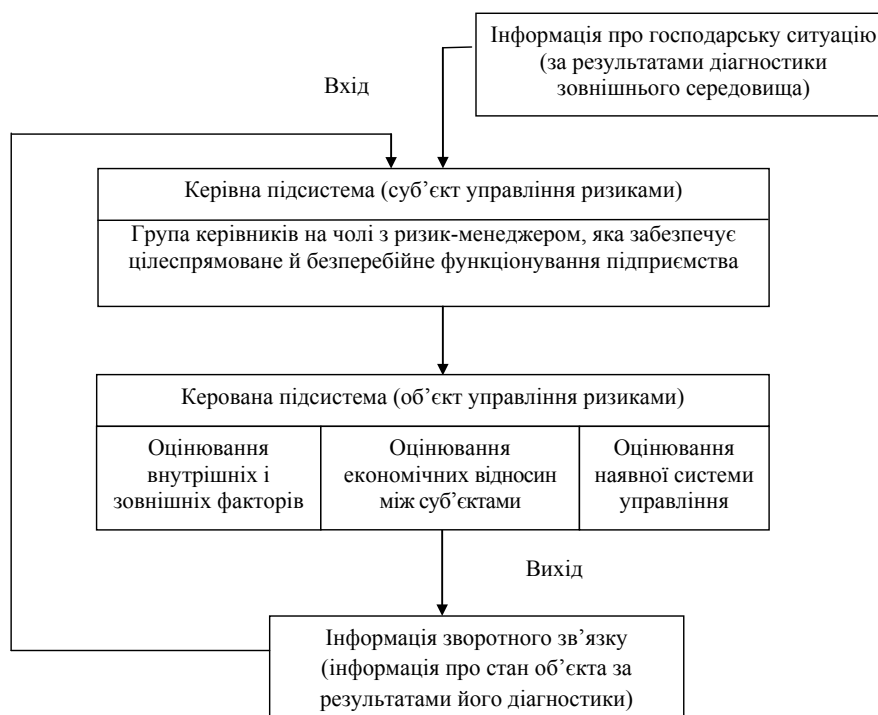 Інформація про господарську ситуацію
(за результатами діагностики
зовнішнього середовища)
Вхід
Керівна підсистема (суб’єкт управління ризиками)
Група керівників на чолі з ризик-менеджером, яка забезпечує
цілеспрямоване й безперебійне функціонування підприємства
Керована підсистема (об’єкт управління ризиками)
Оцінювання
внутрішніх і
зовнішніх факторів
Оцінювання
економічних відносин
між суб’єктами
Оцінювання
наявної системи
управління
Вихід
Інформація зворотного зв’язку
(інформація про стан об’єкта за
результатами його діагностики)